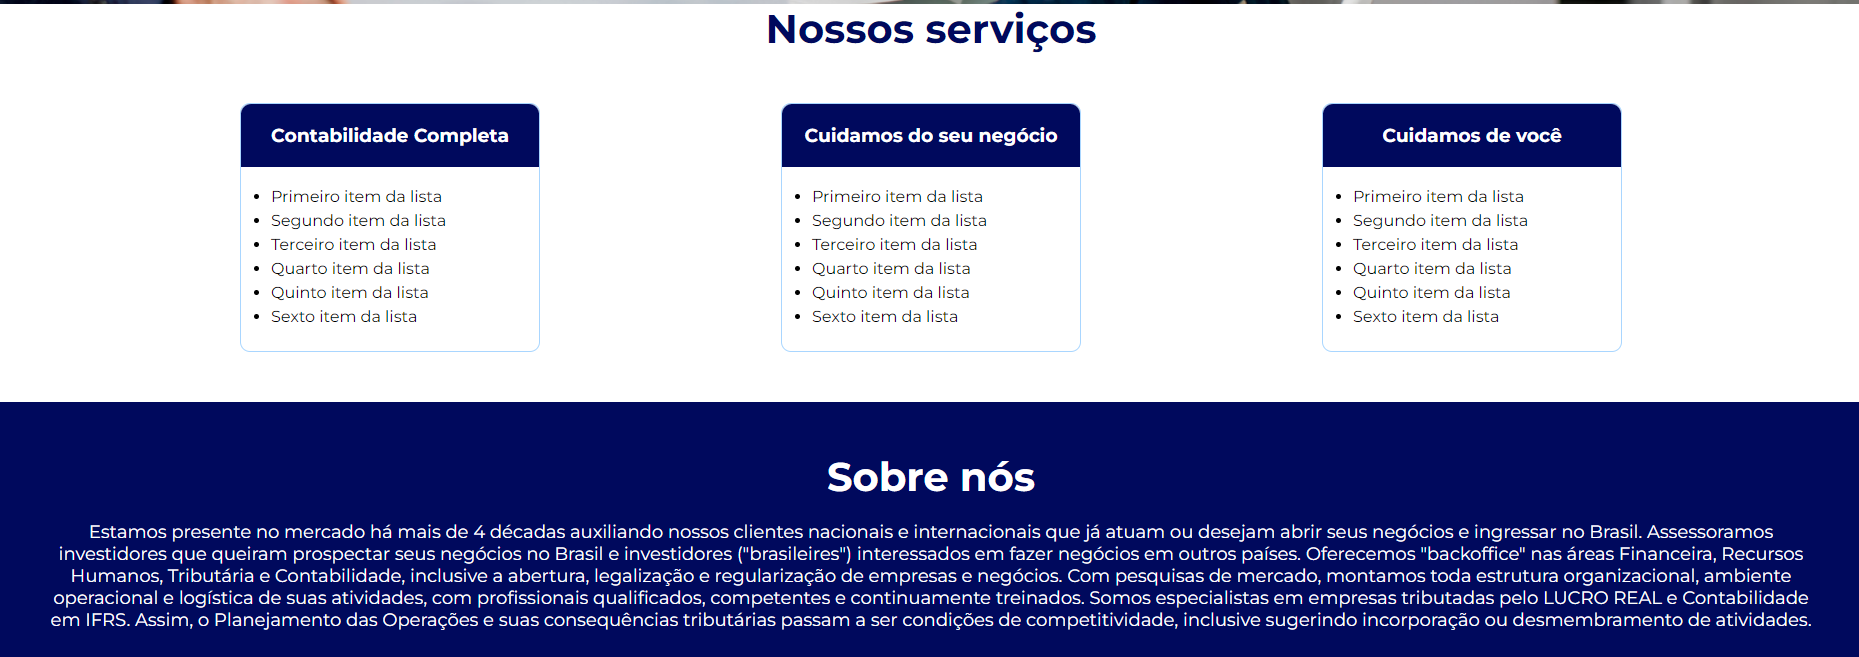 Nossos serviços
Contabilidade Completa
Primeiro item da lista
Segundo item da lista
Terceiro item da lista
Quarto item da lista
Quinto item da lista
Sexto item da lista
Cuidamos do seu negócio
Primeiro item da lista
Segundo item da lista
Terceiro item da lista
Quarto item da lista
Quinto item da lista
Sexto item da lista
Cuidamos de você
Primeiro item da lista
Segundo item da lista
Terceiro item da lista
Quarto item da lista
Quinto item da lista
Sexto item da lista
Sobre nós
Estamos presente no mercado há mais de 4 décadas auxiliando nossos clientes nacionais e internacionais que já atuam ou desejam abrir seus negócios e ingressar no Brasil. Assessoramos
investidores que queiram prospectar seus negócios no Brasil e investidores ("brasileires") interessados em fazer negócios em outros países. Oferecemos "backoffice" nas áreas Financeira, Recursos
Humanos, Tributária e Contabilidade, inclusive a abertura, legalização e regularização de empresas e negócios. Com pesquisas de mercado, montamos toda estrutura organizacional, ambiente
operacional e logística de suas atividades, com profissionais qualificados, competentes e continuamente treinados. Somos especialistas em empresas tributadas pelo LUCRO REAL e Contabilidade
em IFRS. Assim, o Planejamento das Operações e suas consequências tributárias passam a ser condições de competitividade, inclusive sugerindo incorporação ou desmembramento de atividades.